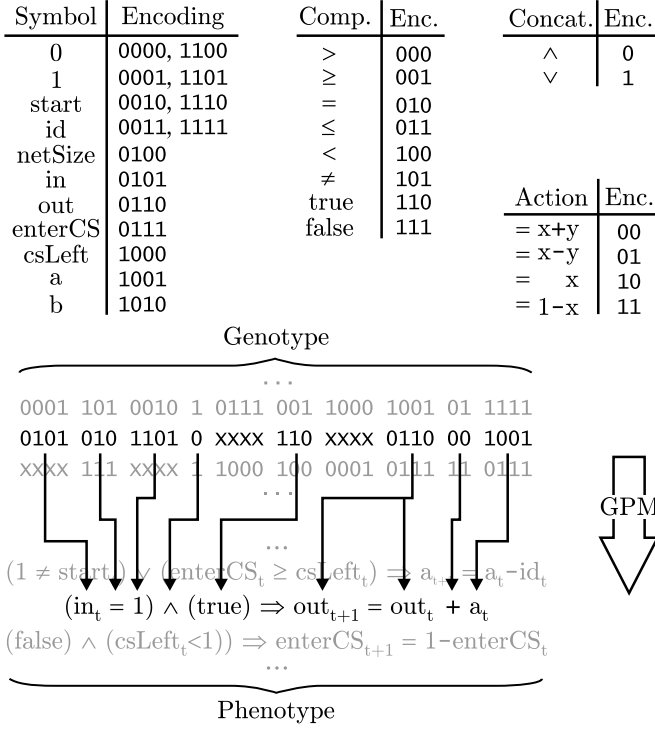 Symbol Encoding Comp. Enc. Concat. Enc.
0 0000, 1100 > 000 ∧ 0
1 0001, 1101 ≥ 001 ∨ 1
start 0010, 1110 = 010
id 0011, 1111 ≤ 011
netSize 0100 < 100
in 0101 ≠ 101
out 0110 true 110 Action Enc.
enterCS 0111 false 111 = x+y 00
csLeft 1000 = x−y 01
a 1001 = x 10
b 1010 = 1−x 11
Genotype
...
0001 101 0010 1 0111 001 1000 1001 01 1111
0101 010 1101 0 xxxx 110 xxxx 0110 00 1001
xxxx 111 xxxx 1 1000 100 0001 0111 11 0111
...
GPM
...
(1 ≠ start_t) ∨ (enterCS_t ≥ csLeft_t) ⇒ a_{t+1} = a_t−id_t
(in_t = 1) ∧ (true) ⇒ out_{t+1} = out_t + a_t
(false) ∧ (csLeft_t<1)) ⇒ enterCS_{t+1} = 1−enterCS_t
...
Phenotype